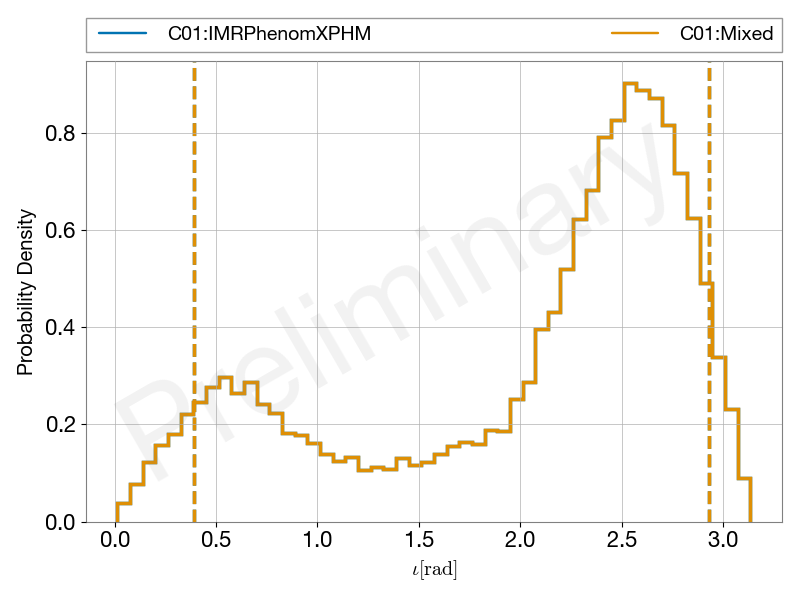 C01:IMRPhenomXPHM C01:Mixed
Probability Density
0.8
0.6
0.4
0.2
0.0
Preliminary
0.0 0.5 1.0 1.5 2.0 2.5 3.0
ι[rad]